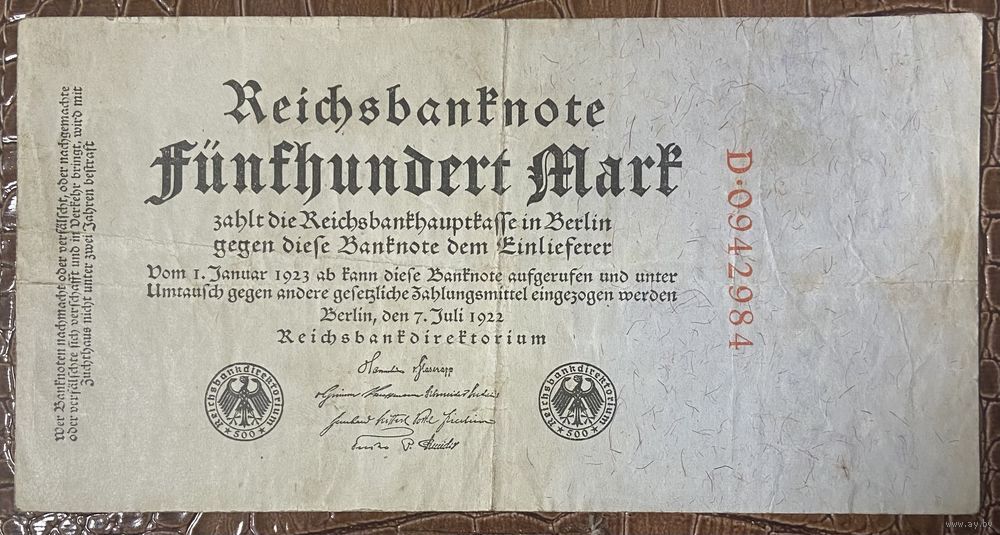 Reichsbanknote
Fünfhundert Mark
zahlt die Reichsbankhauptkasse in Berlin
gegen diese Banknote dem Einlieferer
Vom 1. Januar 1923 ab kann diese Banknote aufgerufen und unter
Umtausch gegen andere gesetzliche Zahlungsmittel eingezogen werden
Berlin, den 7. Juli 1922
Reichsbankdirektorium
Reichsbankdirektorium
500
Reichsbankdirektorium
500
Wer Banknoten nachmacht oder verfälscht, oder nachgemachte
oder verfälschte sich verschafft und in Verkehr bringt, wird mit
Zuchthaus nicht unter zwei Jahren bestraft
D·0942984
www.ay.by